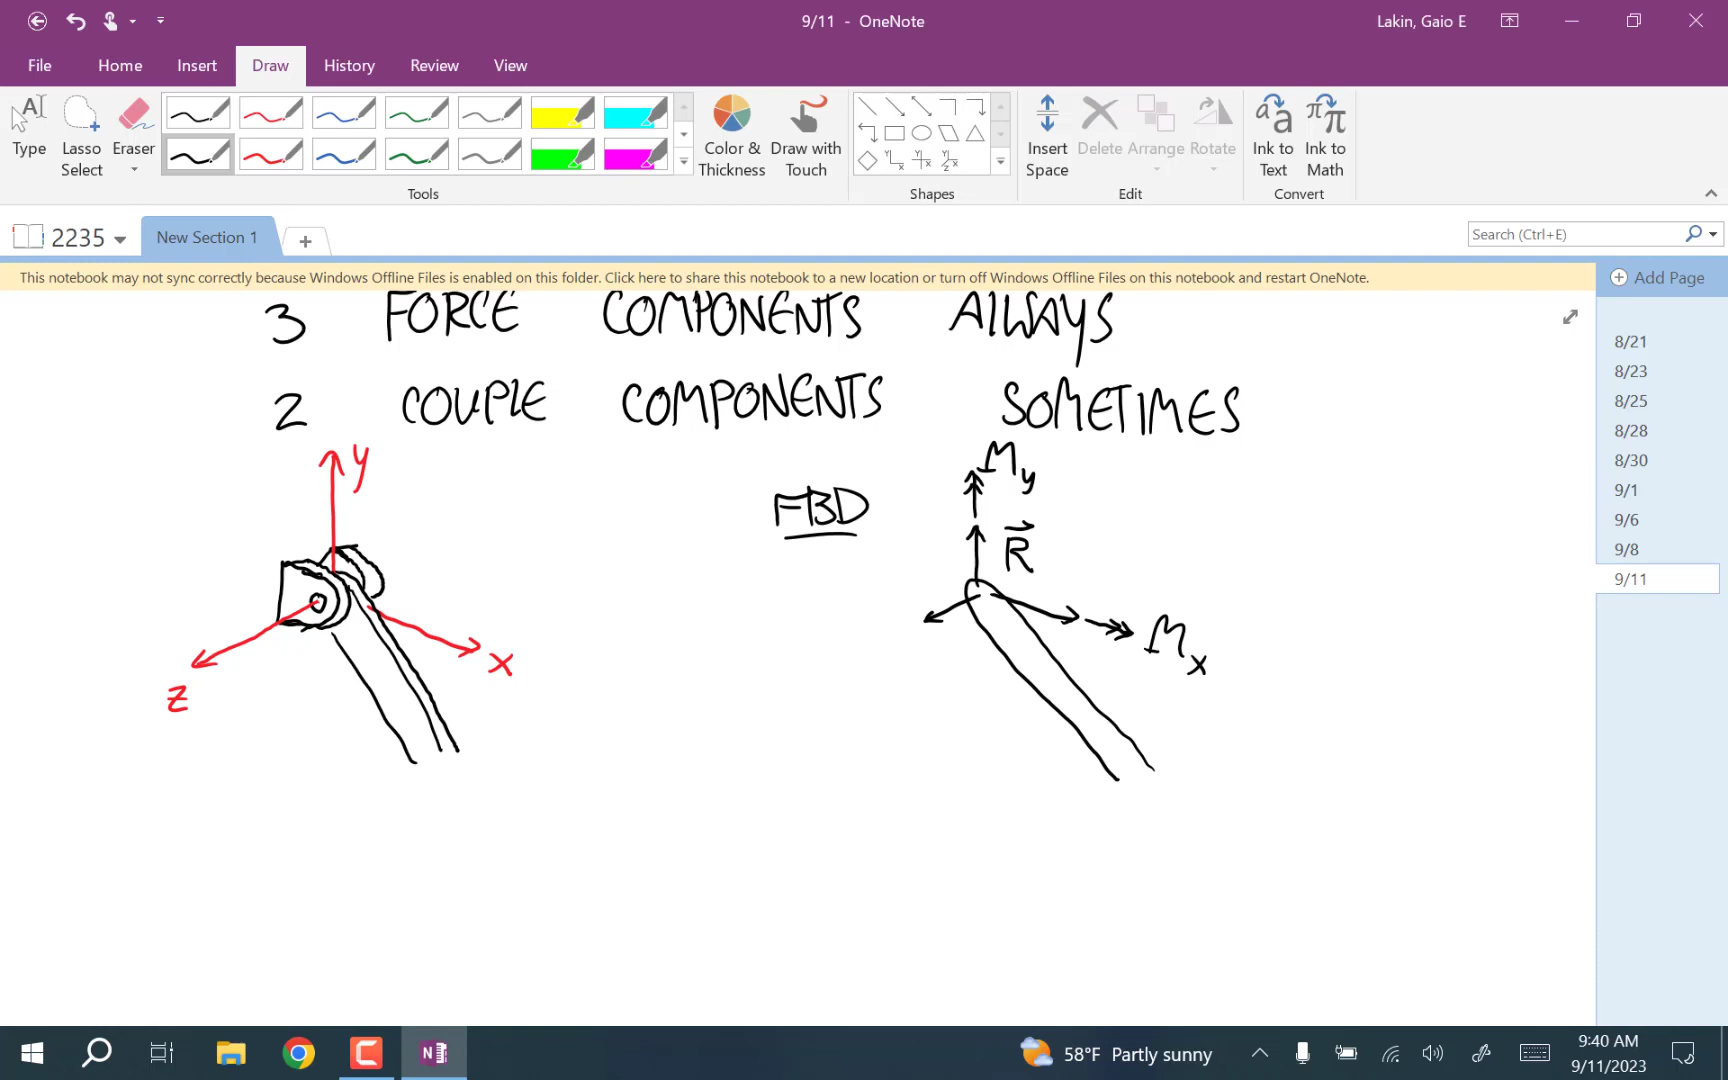 9/11 - OneNote
Lakin, Gaio E
File Home Insert Draw History Review View
Type
Lasso Select
Eraser
Color & Thickness
Draw with Touch
Insert Space
Delete
Arrange
Rotate
Ink to Text
Ink to Math
Tools
Shapes
Edit
Convert
2235
New Section 1
Search (Ctrl+E)
This notebook may not sync correctly because Windows Offline Files is enabled on this folder. Click here to share this notebook to a new location or turn off Windows Offline Files on this notebook and restart OneNote.
Add Page
8/21
8/23
8/25
8/28
8/30
9/1
9/6
9/8
9/11
3 FORCE COMPONENTS ALWAYS
2 COUPLE COMPONENTS SOMETIMES
y
x
z
FBD
My
R
Mx
58°F Partly sunny
9:40 AM
9/11/2023